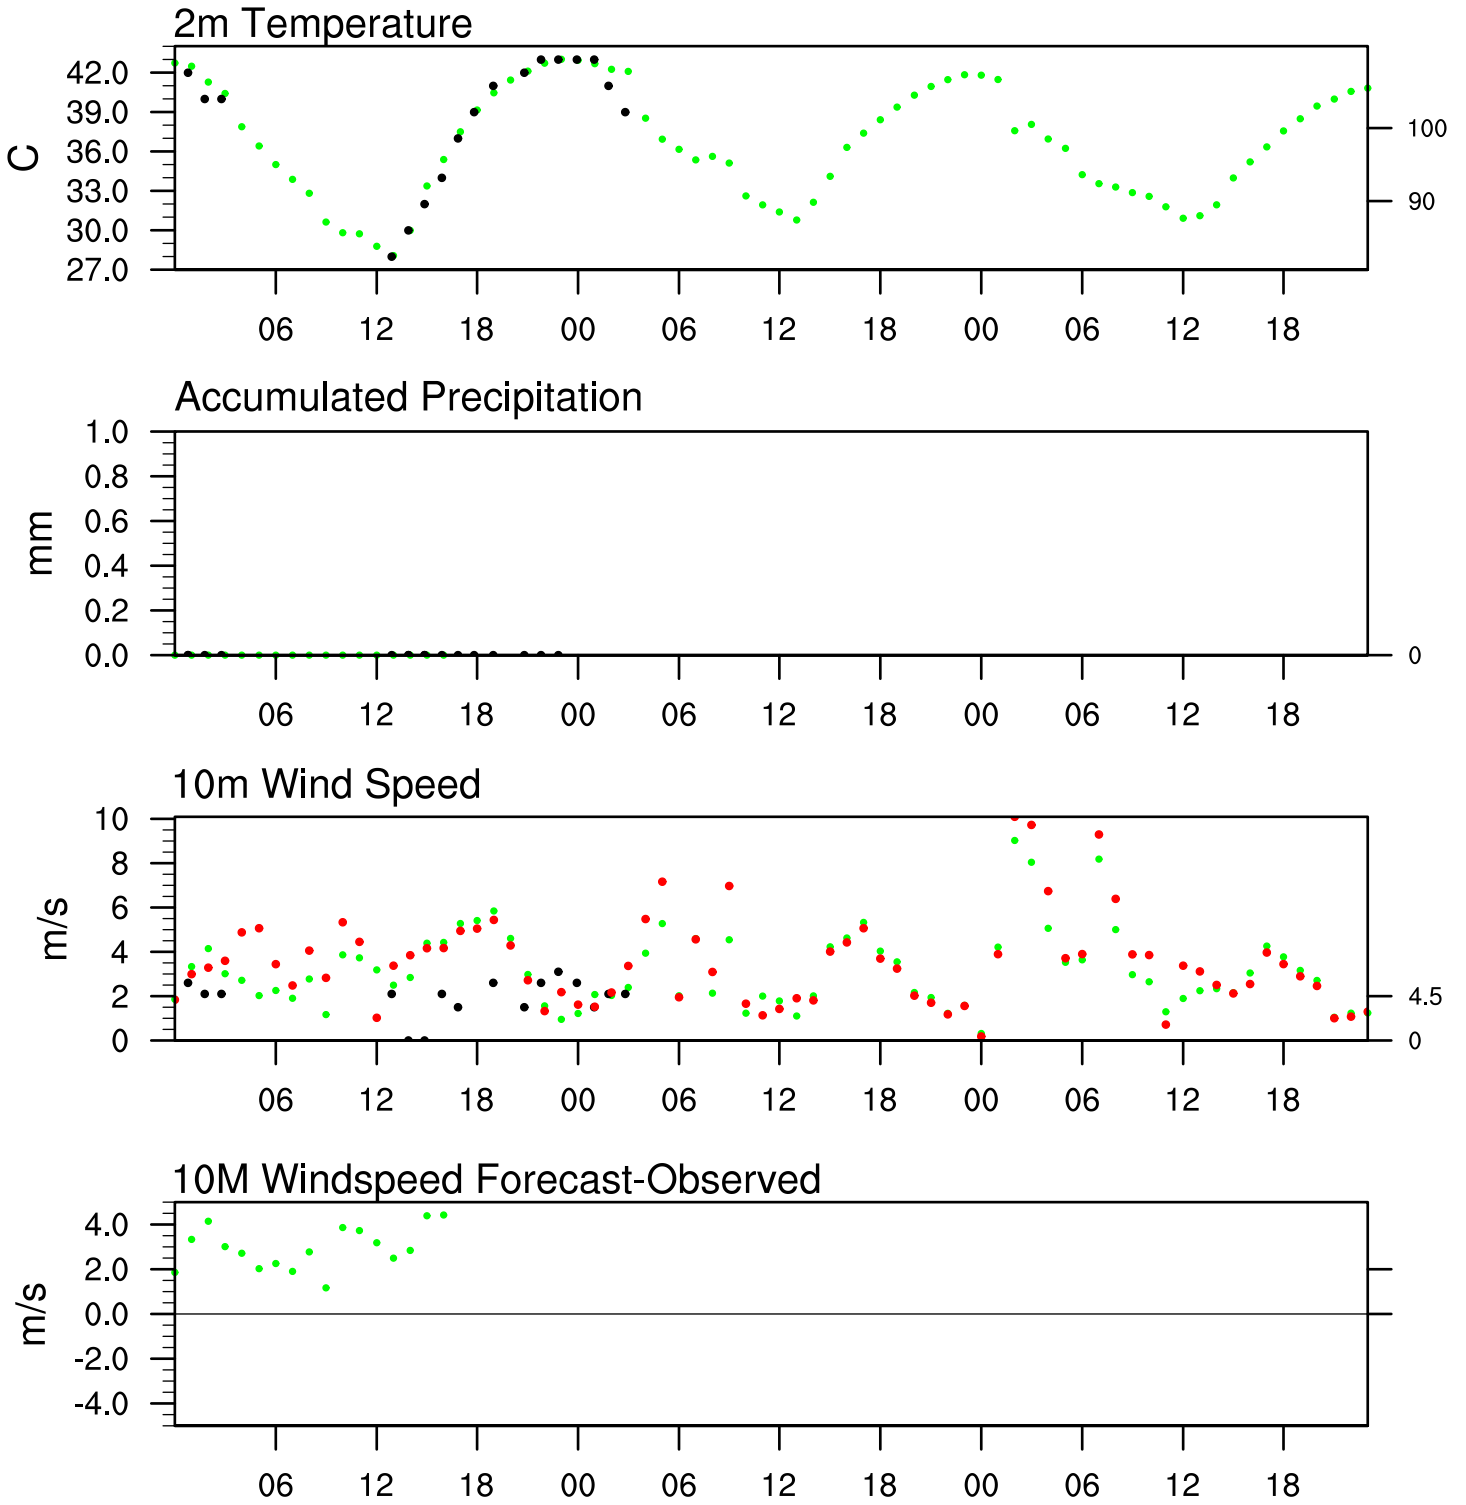 2m Temperature
42.0
39.0
36.0
33.0
30.0
27.0
C
100
90
06 12 18 00 06 12 18 00 06 12 18
Accumulated Precipitation
1.0
0.8
0.6
0.4
0.2
0.0
mm
0
06 12 18 00 06 12 18 00 06 12 18
10m Wind Speed
10
8
6
4
2
0
m/s
4.5
0
06 12 18 00 06 12 18 00 06 12 18
10M Windspeed Forecast-Observed
4.0
2.0
0.0
-2.0
-4.0
m/s
06 12 18 00 06 12 18 00 06 12 18